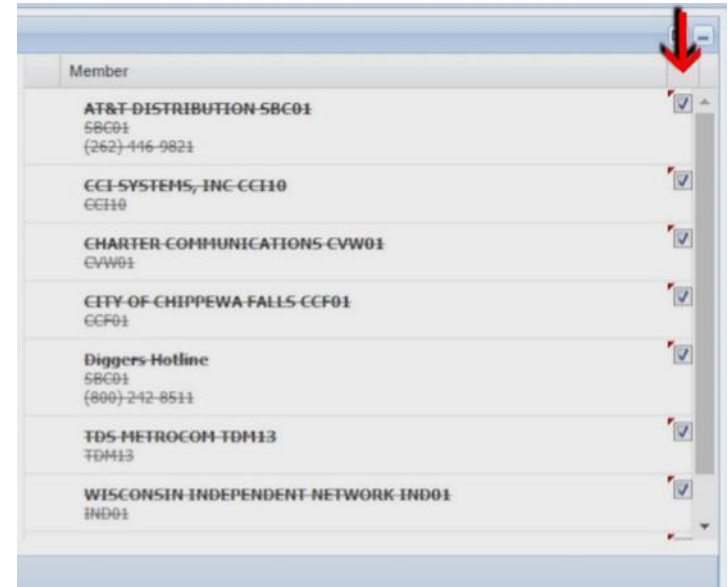 Member
AT&T DISTRIBUTION SBC01
SBC01
(262) 446-9821
CCI SYSTEMS, INC CCI10
CCI10
CHARTER COMMUNICATIONS CVW01
CVW01
CITY OF CHIPPEWA FALLS CCF01
CCF01
Diggers Hotline
SBC01
(800) 242-8511
TDS METROCOM TDM13
TDM13
WISCONSIN INDEPENDENT NETWORK IND01
IND01